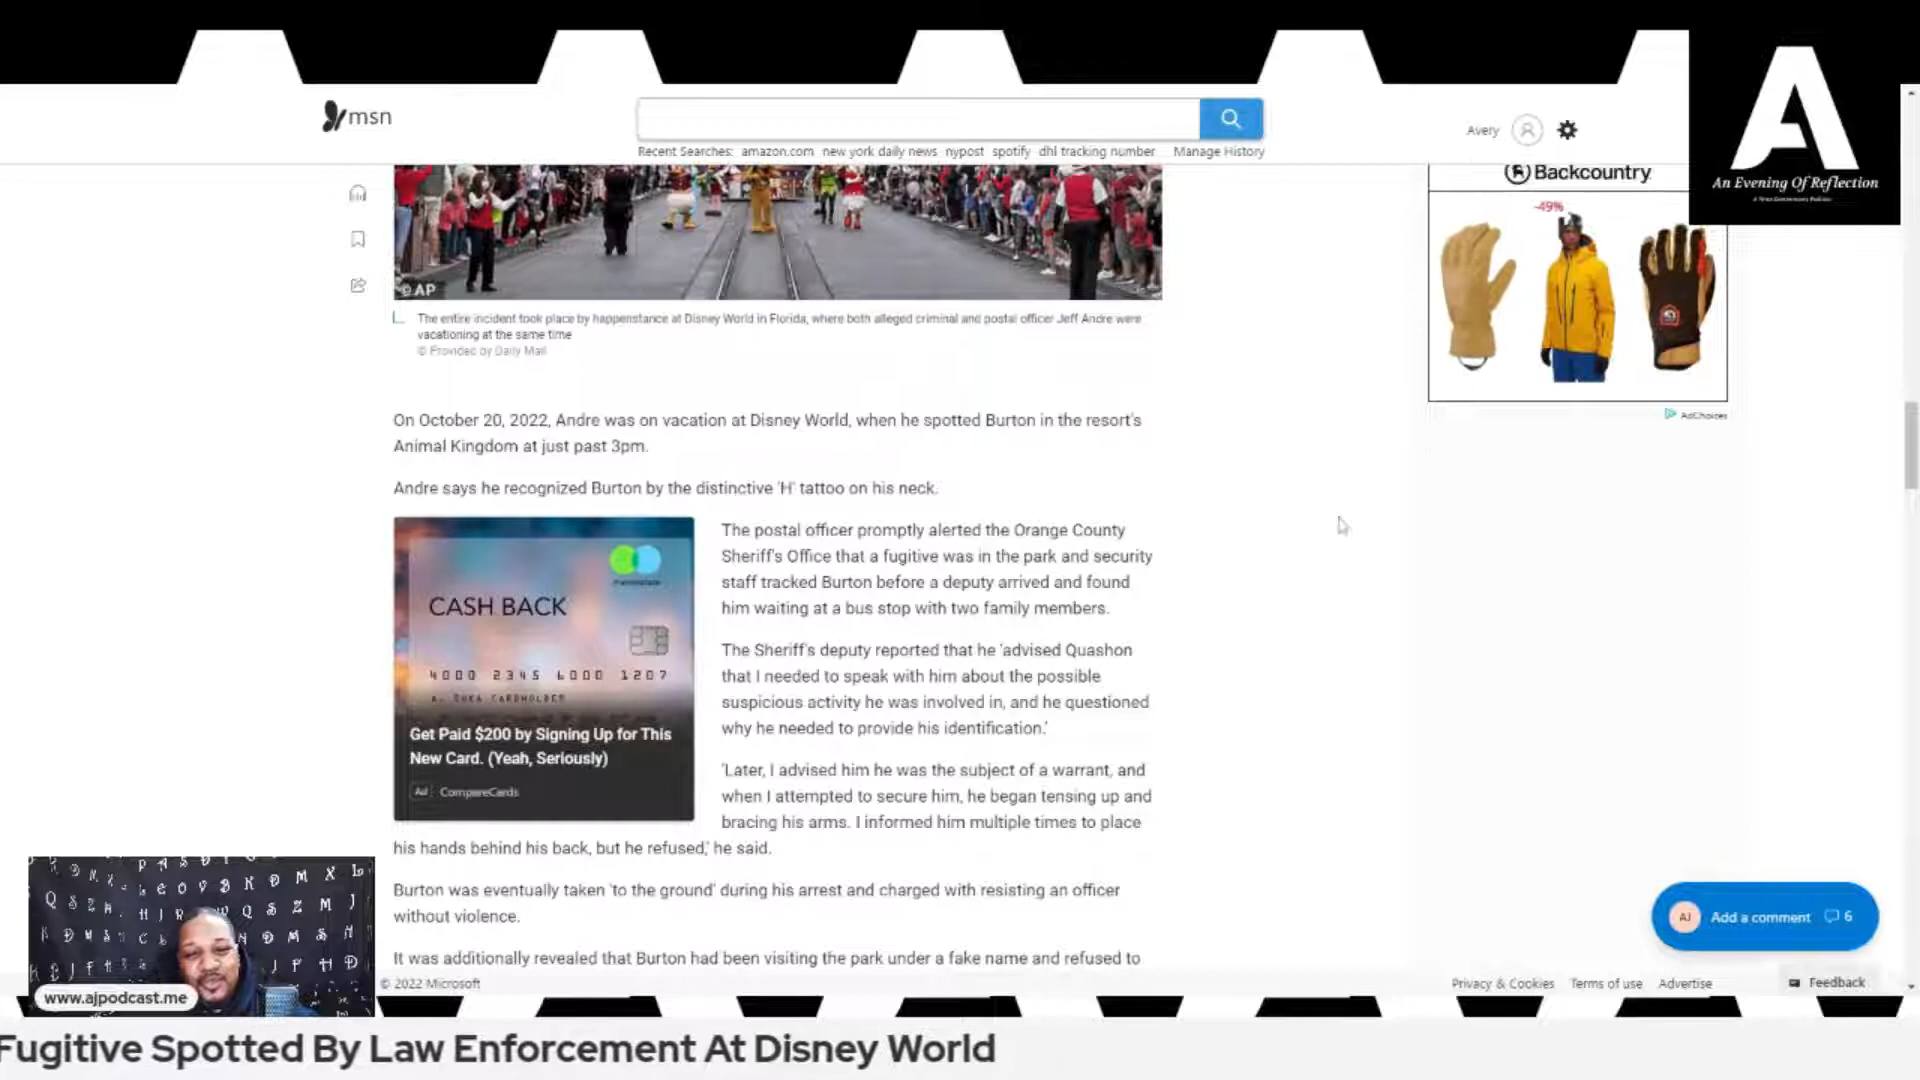 msn
Avery
Recent Searches: amazon.com new york daily news nypost spotify dhl tracking number Manage History
An Evening Of Reflection
Backcountry
-49%
AdChoices
© AP
The entire incident took place by happenstance at Disney World in Florida, where both alleged criminal and postal officer Jeff Andre were
vacationing at the same time
© Provided by Daily Mail
On October 20, 2022, Andre was on vacation at Disney World, when he spotted Burton in the resort's
Animal Kingdom at just past 3pm.
Andre says he recognized Burton by the distinctive 'H' tattoo on his neck.
CASH BACK
4000 2345 6000 1207
Get Paid $200 by Signing Up for This
New Card. (Yeah, Seriously)
Ad CompareCards
The postal officer promptly alerted the Orange County
Sheriff's Office that a fugitive was in the park and security
staff tracked Burton before a deputy arrived and found
him waiting at a bus stop with two family members.
The Sheriff's deputy reported that he 'advised Quashon
that I needed to speak with him about the possible
suspicious activity he was involved in, and he questioned
why he needed to provide his identification.'
'Later, I advised him he was the subject of a warrant, and
when I attempted to secure him, he began tensing up and
bracing his arms. I informed him multiple times to place
his hands behind his back, but he refused,' he said.
Burton was eventually taken 'to the ground' during his arrest and charged with resisting an officer
without violence.
It was additionally revealed that Burton had been visiting the park under a fake name and refused to
AJ Add a comment 6
© 2022 Microsoft
Privacy & Cookies Terms of use Advertise Feedback
www.ajpodcast.me
Fugitive Spotted By Law Enforcement At Disney World